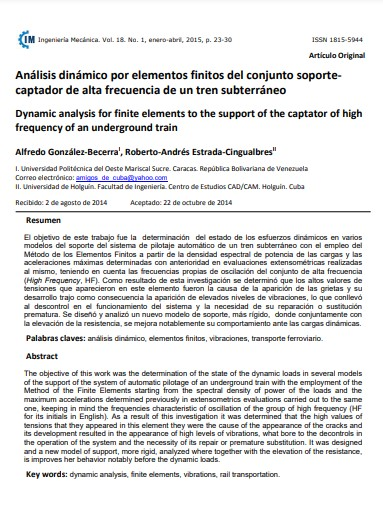 IM Ingeniería Mecánica. Vol. 18. No. 1, enero-abril, 2015, p. 23-30 ISSN 1815-5944
Artículo Original
Análisis dinámico por elementos finitos del conjunto soporte-
captador de alta frecuencia de un tren subterráneo
Dynamic analysis for finite elements to the support of the captator of high
frequency of an underground train
Alfredo González-Becerra I, Roberto-Andrés Estrada-Cingualbres II
I. Universidad Politécnica del Oeste Mariscal Sucre. Caracas. República Bolivariana de Venezuela
Correo electrónico: amigos_de_cuba@yahoo.com
II. Universidad de Holguín. Facultad de Ingeniería. Centro de Estudios CAD/CAM. Holguín. Cuba
Recibido: 2 de agosto de 2014 Aceptado: 22 de octubre de 2014
Resumen
El objetivo de este trabajo fue la determinación del estado de los esfuerzos dinámicos en varios
modelos del soporte del sistema de pilotaje automático de un tren subterráneo con el empleo del
Método de los Elementos Finitos a partir de la densidad espectral de potencia de las cargas y las
aceleraciones máximas determinadas con anterioridad en evaluaciones extensométricas realizadas
al mismo, teniendo en cuenta las frecuencias propias de oscilación del conjunto de alta frecuencia
(High Frequency, HF). Como resultado de esta investigación se determinó que los altos valores de
tensiones que aparecieron en este elemento fueron la causa de la aparición de las grietas y su
desarrollo trajo como consecuencia la aparición de elevados niveles de vibraciones, lo que conllevó
al descontrol en el funcionamiento del sistema y la necesidad de su reparación o sustitución
prematura. Se diseñó y analizó un nuevo modelo de soporte, más rígido, donde conjuntamente con
la elevación de la resistencia, se mejora notablemente su comportamiento ante las cargas dinámicas.
Palabras claves: análisis dinámico, elementos finitos, vibraciones, transporte ferroviario.
Abstract
The objective of this work was the determination of the state of the dynamic loads in several models
of the support of the system of automatic pilotage of an underground train with the employment of the
Method of the Finite Elements starting from the spectral density of power of the loads and the
maximum accelerations determined previously in extensometrics evaluations carried out to the same
one, keeping in mind the frequencies characteristic of oscillation of the group of high frequency (HF
for its initials in English). As a result of this investigation it was determined that the high values of
tensions that they appeared in this element they were the cause of the appearance of the cracks and
its development resulted in the appearance of high levels of vibrations, what bore to the decontrols in
the operation of the system and the necessity of its repair or premature substitution. It was designed
and a new model of support, more rigid, analyzed where together with the elevation of the resistance,
is improves her behavior notably before the dynamic loads.
Key words: dynamic analysis, finite elements, vibrations, rail transportation.